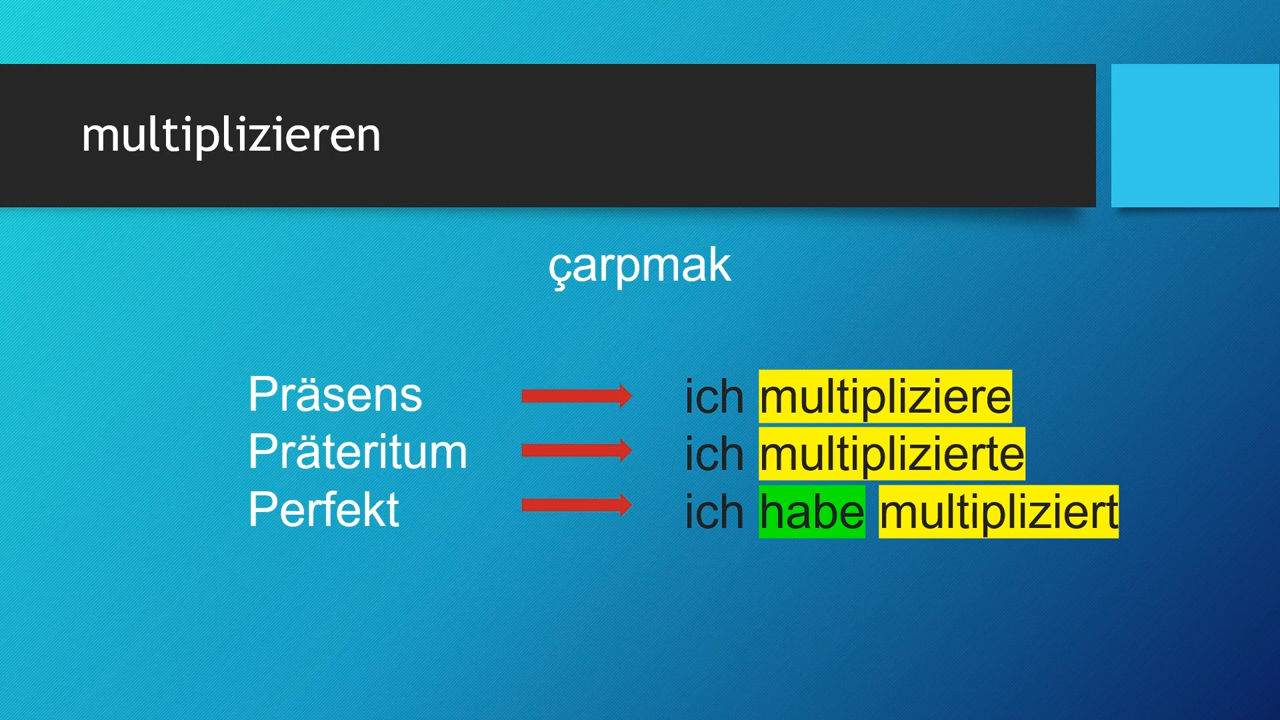 multiplizieren
çarpmak
Präsens ich multipliziere
Präteritum ich multiplizierte
Perfekt ich habe multipliziert